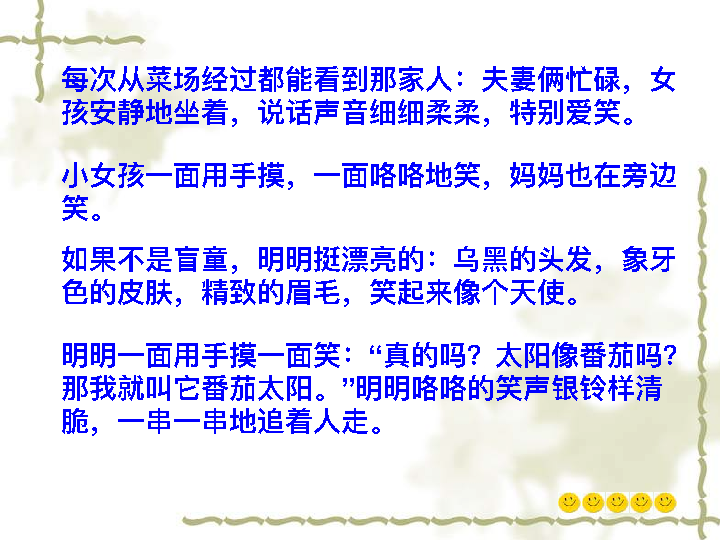 每次从菜场经过都能看到那家人：夫妻俩忙碌，女
孩安静地坐着，说话声音细细柔柔，特别爱笑。
小女孩一面用手摸，一面咯咯地笑，妈妈也在旁边
笑。
如果不是盲童，明明挺漂亮的：乌黑的头发，象牙
色的皮肤，精致的眉毛，笑起来像个天使。
明明一面用手摸一面笑：“真的吗？太阳像番茄吗？
那我就叫它番茄太阳。”明明咯咯的笑声银铃样清
脆，一串一串地追着人走。